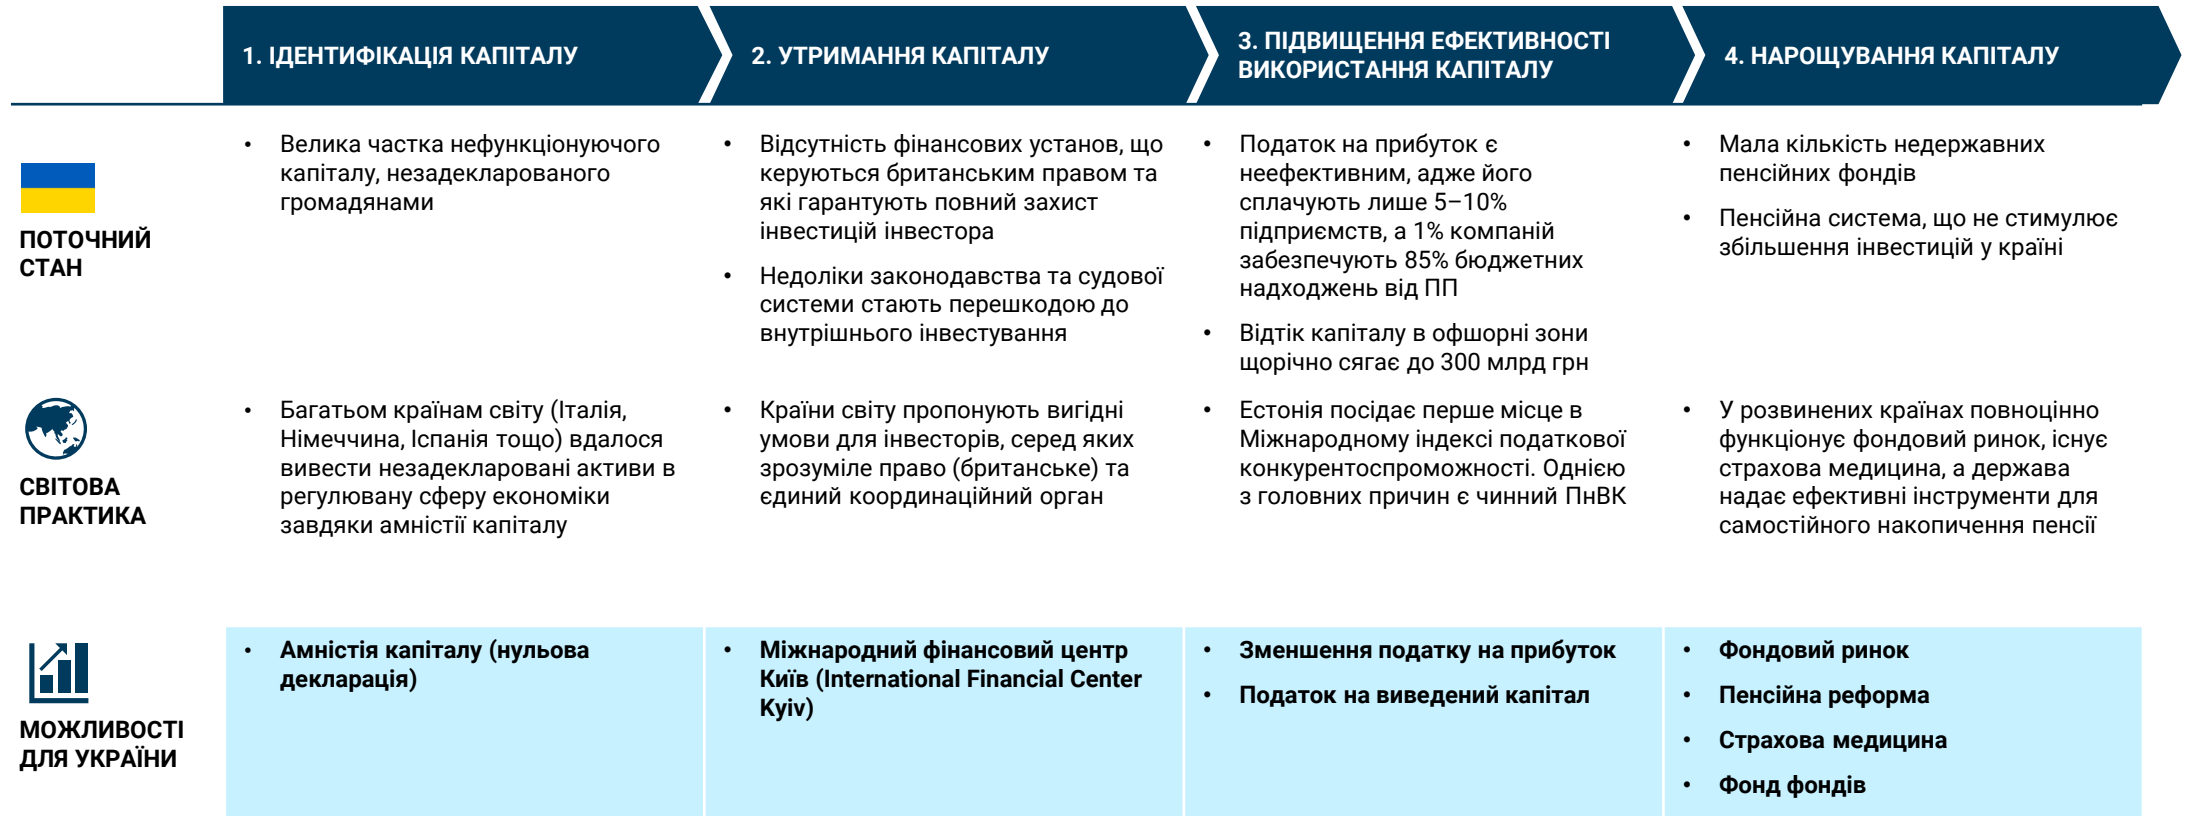 1. ІДЕНТИФІКАЦІЯ КАПІТАЛУ
2. УТРИМАННЯ КАПІТАЛУ
3. ПІДВИЩЕННЯ ЕФЕКТИВНОСТІ
ВИКОРИСТАННЯ КАПІТАЛУ
4. НАРОЩУВАННЯ КАПІТАЛУ
ПОТОЧНИЙ
СТАН
• Велика частка нефункціонуючого
капіталу, незадекларованого
громадянами
• Відсутність фінансових установ, що
керуються британським правом та
які гарантують повний захист
інвестицій інвестора
• Недоліки законодавства та судової
системи стають перешкодою до
внутрішнього інвестування
• Податок на прибуток є
неефективним, адже його
сплачують лише 5–10%
підприємств, а 1% компаній
забезпечують 85% бюджетних
надходжень від ПП
• Відтік капіталу в офшорні зони
щорічно сягає до 300 млрд грн
• Мала кількість недержавних
пенсійних фондів
• Пенсійна система, що не стимулює
збільшення інвестицій у країні
СВІТОВА
ПРАКТИКА
• Багатьом країнам світу (Італія,
Німеччина, Іспанія тощо) вдалося
вивести незадекларовані активи в
регулювану сферу економіки
завдяки амністії капіталу
• Країни світу пропонують вигідні
умови для інвесторів, серед яких
зрозуміле право (британське) та
єдиний координаційний орган
• Естонія посідає перше місце в
Міжнародному індексі податкової
конкурентоспроможності. Однією
з головних причин є чинний ПнВК
• У розвинених країнах повноцінно
функціонує фондовий ринок, існує
страхова медицина, а держава
надає ефективні інструменти для
самостійного накопичення пенсії
МОЖЛИВОСТІ
ДЛЯ УКРАЇНИ
• Амністія капіталу (нульова
декларація)
• Міжнародний фінансовий центр
Київ (International Financial Center
Kyiv)
• Зменшення податку на прибуток
• Податок на виведений капітал
• Фондовий ринок
• Пенсійна реформа
• Страхова медицина
• Фонд фондів